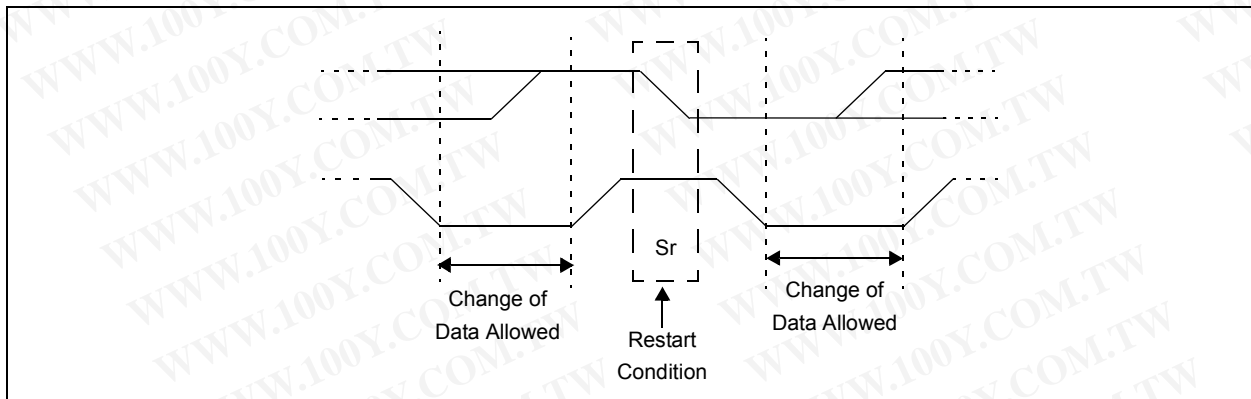 Sr
Change of
Data Allowed
Restart
Condition
Change of
Data Allowed
WWW.100Y.COM.TW